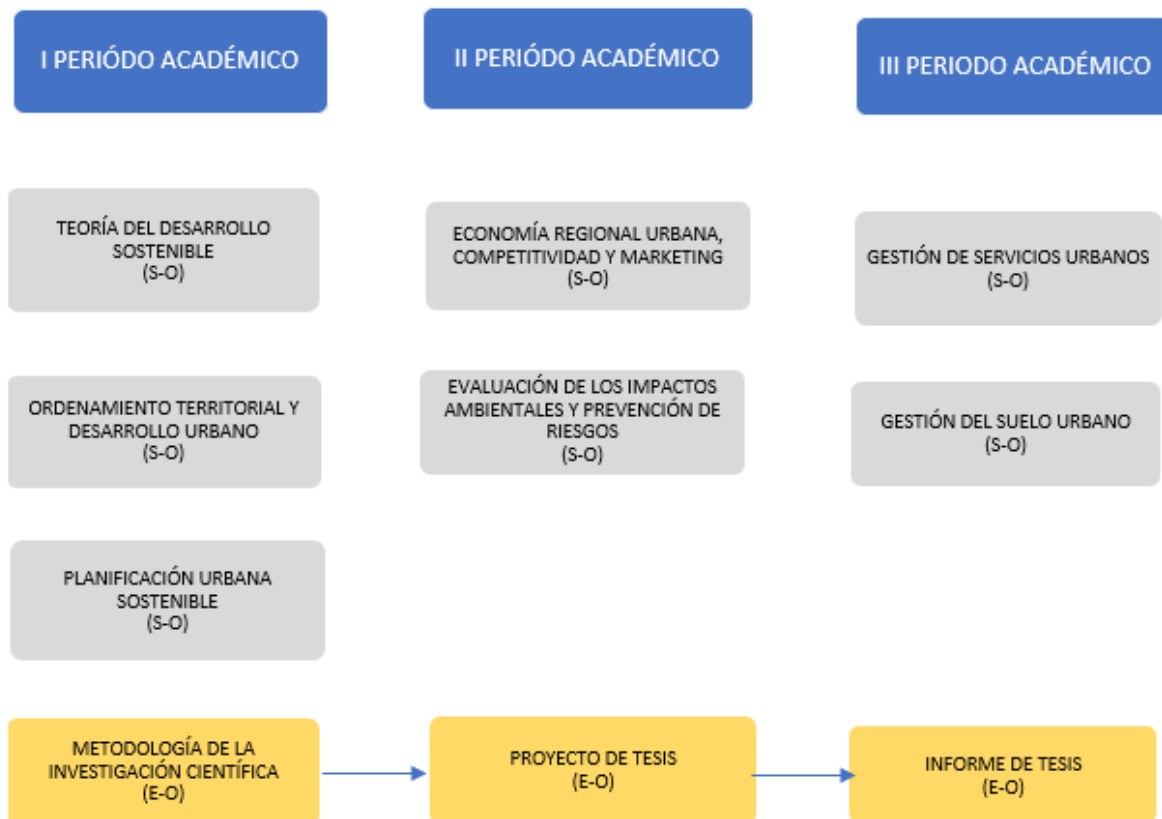 I PERIÓDO ACADÉMICO
II PERIÓDO ACADÉMICO
III PERIODO ACADÉMICO
TEORÍA DEL DESARROLLO
SOSTENIBLE
(S-O)
ECONOMÍA REGIONAL URBANA,
COMPETITIVIDAD Y MARKETING
(S-O)
GESTIÓN DE SERVICIOS URBANOS
(S-O)
ORDENAMIENTO TERRITORIAL Y
DESARROLLO URBANO
(S-O)
EVALUACIÓN DE LOS IMPACTOS
AMBIENTALES Y PREVENCIÓN DE
RIESGOS
(S-O)
GESTIÓN DEL SUELO URBANO
(S-O)
PLANIFICACIÓN URBANA
SOSTENIBLE
(S-O)
METODOLOGÍA DE LA
INVESTIGACIÓN CIENTÍFICA
(E-O)
PROYECTO DE TESIS
(E-O)
INFORME DE TESIS
(E-O)